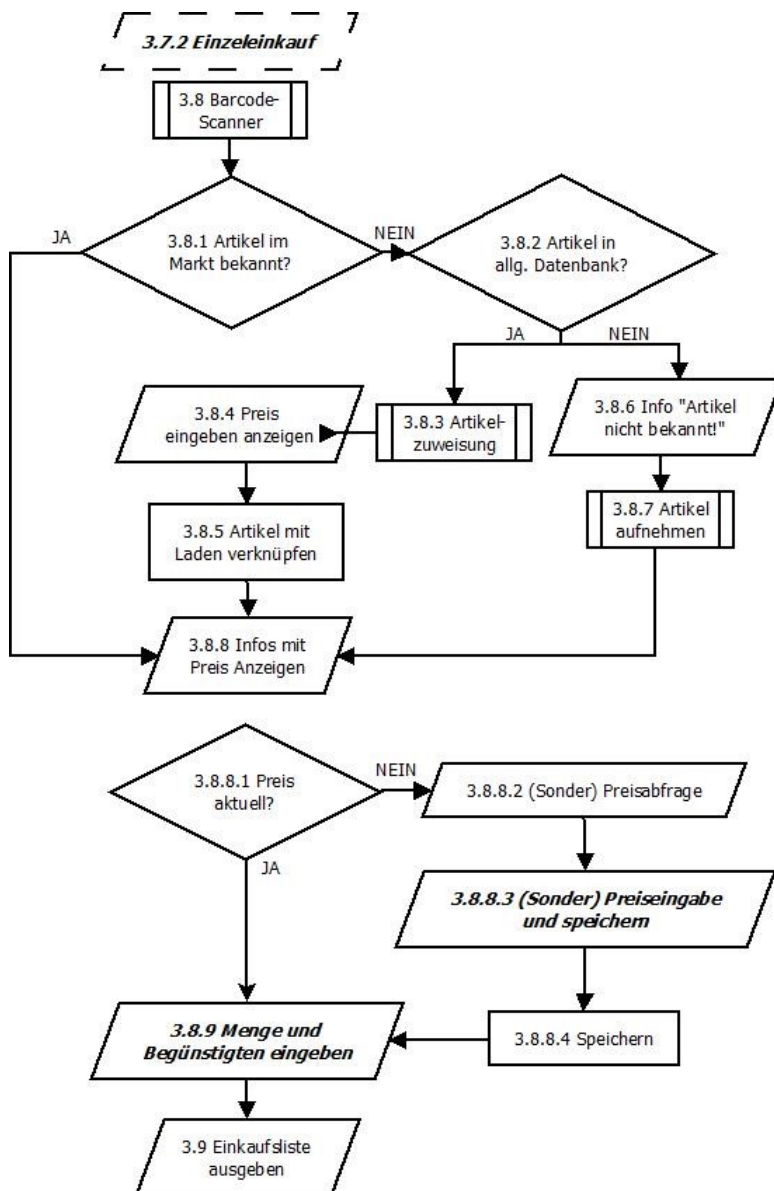 3.7.2 Einzeleinkauf
3.8 Barcode-
Scanner
JA
3.8.1 Artikel im
Markt bekannt?
NEIN
3.8.2 Artikel in
allg. Datenbank?
JA
NEIN
3.8.4 Preis
eingeben anzeigen
3.8.3 Artikel-
zuweisung
3.8.6 Info "Artikel
nicht bekannt!"
3.8.5 Artikel mit
Laden verknüpfen
3.8.7 Artikel
aufnehmen
3.8.8 Infos mit
Preis Anzeigen
3.8.8.1 Preis
aktuell?
NEIN
3.8.8.2 (Sonder) Preisabfrage
JA
3.8.8.3 (Sonder) Preiseingabe
und speichern
3.8.9 Menge und
Begünstigten eingeben
3.8.8.4 Speichern
3.9 Einkaufsliste
ausgeben